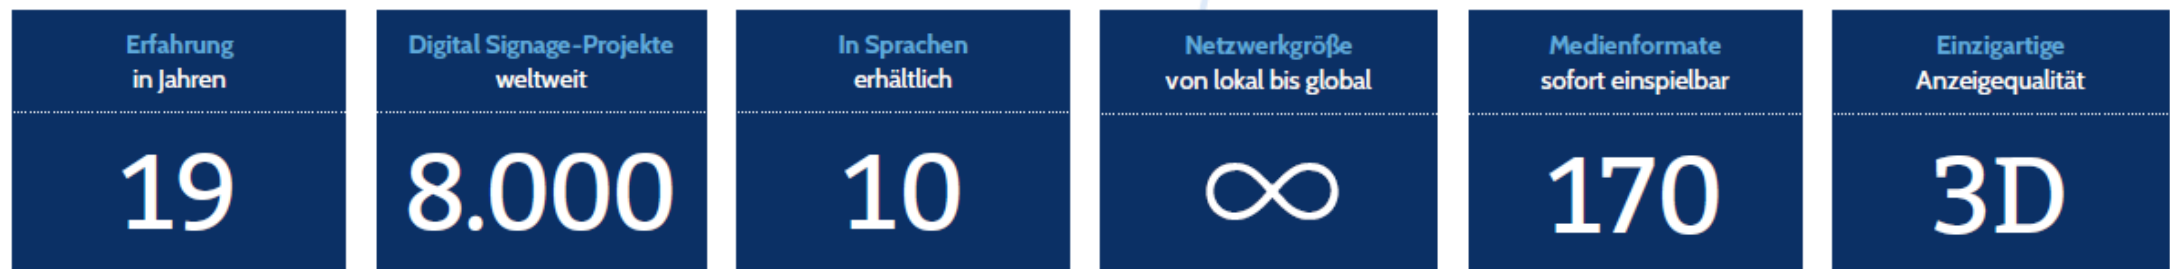 Erfahrung
in Jahren
19
Digital Signage-Projekte
weltweit
8.000
In Sprachen
erhältlich
10
Netzwerkgröße
von lokal bis global
∞
Medienformate
sofort einspielbar
170
Einzigartige
Anzeigequalität
3D